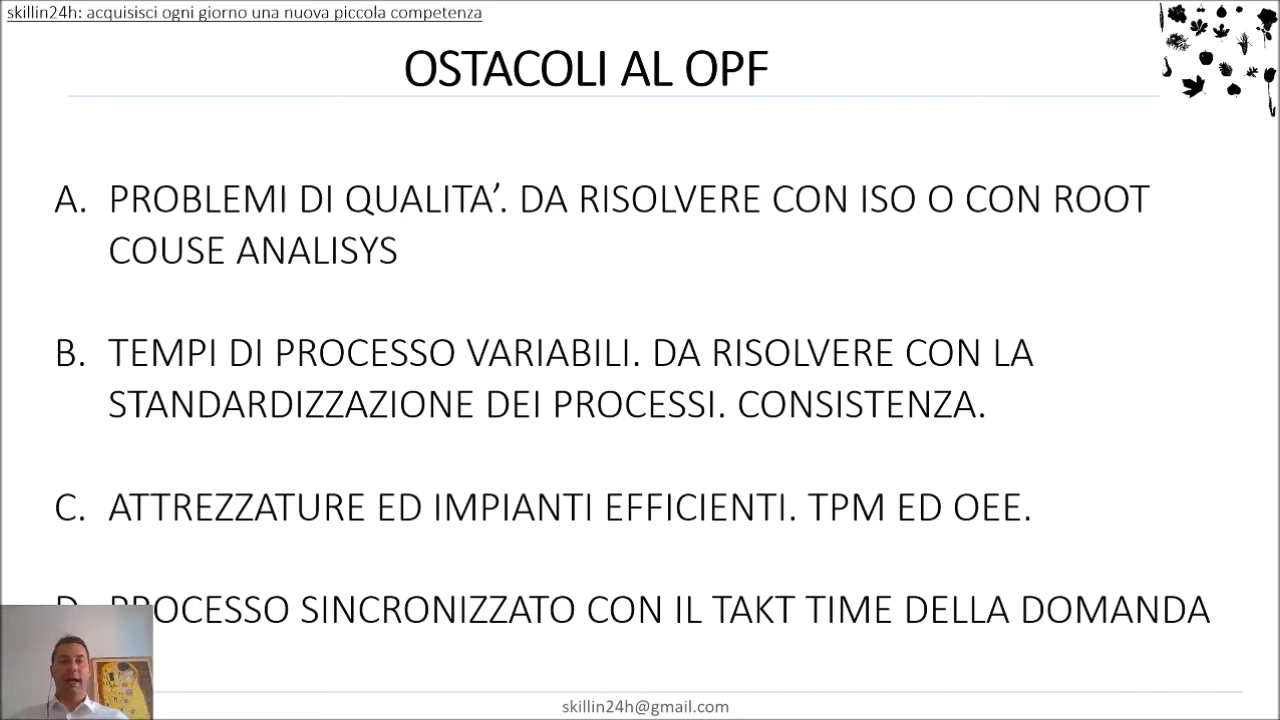 skillin24h: acquisisci ogni giorno una nuova piccola competenza
OSTACOLI AL OPF
A. PROBLEMI DI QUALITA’. DA RISOLVERE CON ISO O CON ROOT
COUSE ANALISYS
B. TEMPI DI PROCESSO VARIABILI. DA RISOLVERE CON LA
STANDARDIZZAZIONE DEI PROCESSI. CONSISTENZA.
C. ATTREZZATURE ED IMPIANTI EFFICIENTI. TPM ED OEE.
D. PROCESSO SINCRONIZZATO CON IL TAKT TIME DELLA DOMANDA
skillin24h@gmail.com